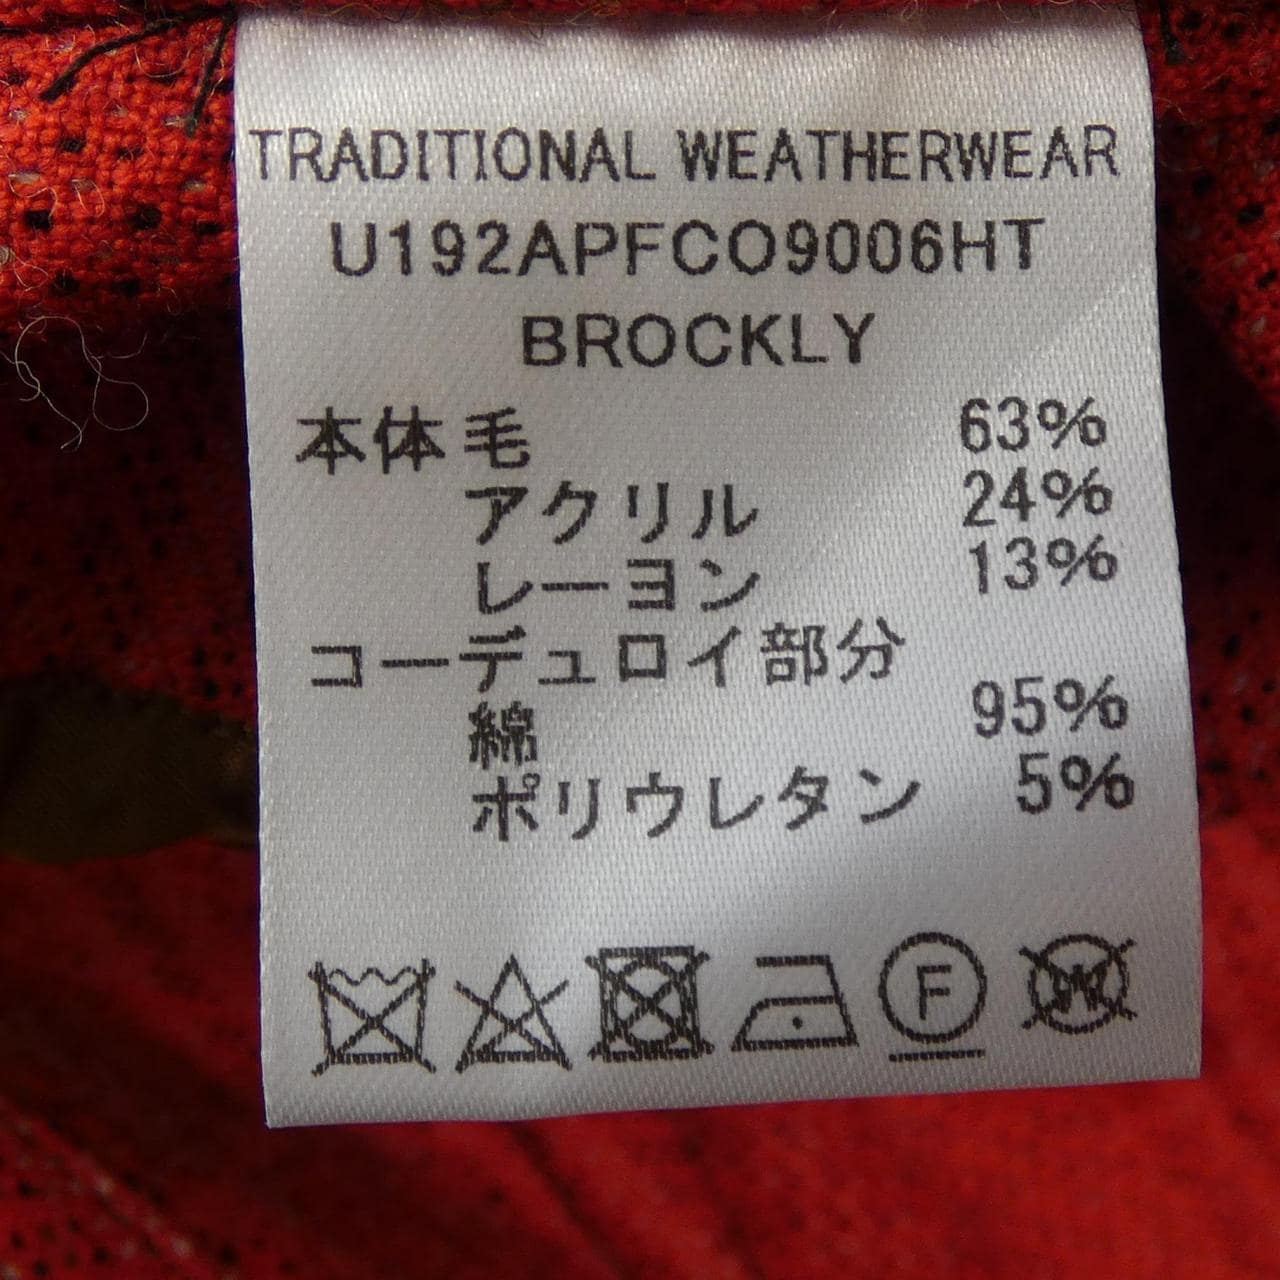 TRADITIONAL WEATHERWEAR
U192APFCO9006HT
BROCKLY
本体 毛 63%
アクリル 24%
レーヨン 13%
コーデュロイ部分
綿 95%
ポリウレタン 5%
F W